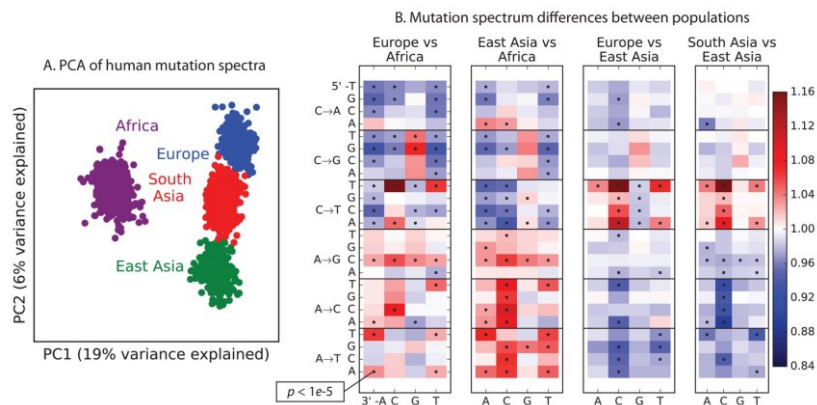 B. Mutation spectrum differences between populations
A. PCA of human mutation spectra
Africa
Europe
South
Asia
East Asia
PC2 (6% variance explained)
PC1 (19% variance explained)
p < 1e-5
Europe vs
Africa
East Asia vs
Africa
Europe vs
East Asia
South Asia vs
East Asia
5' -T
G
C→A C
A
T
G
C→G C
A
T
G
C→T C
A
T
G
A→G C
A
T
G
A→C C
A
T
G
A→T C
A
3' -A C G T
A C G T
A C G T
A C G T
1.16
1.12
1.08
1.04
1.00
0.96
0.92
0.88
0.84